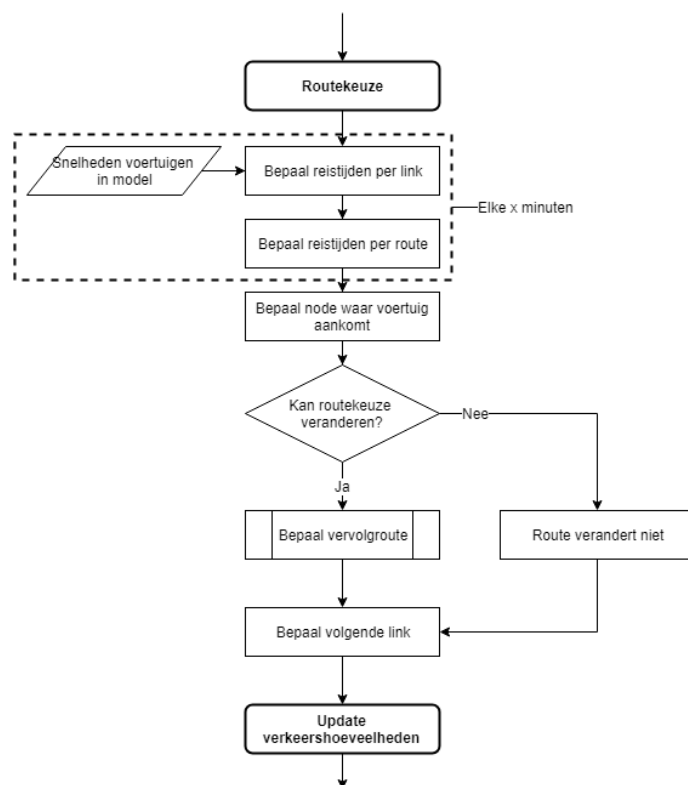 Routekeuze
Snelheden voertuigen
in model
Bepaal reistijden per link
Elke x minuten
Bepaal reistijden per route
Bepaal node waar voertuig
aankomt
Kan routekeuze
veranderen?
Nee
Ja
Bepaal vervolgroute
Route verandert niet
Bepaal volgende link
Update
verkeershoeveelheden